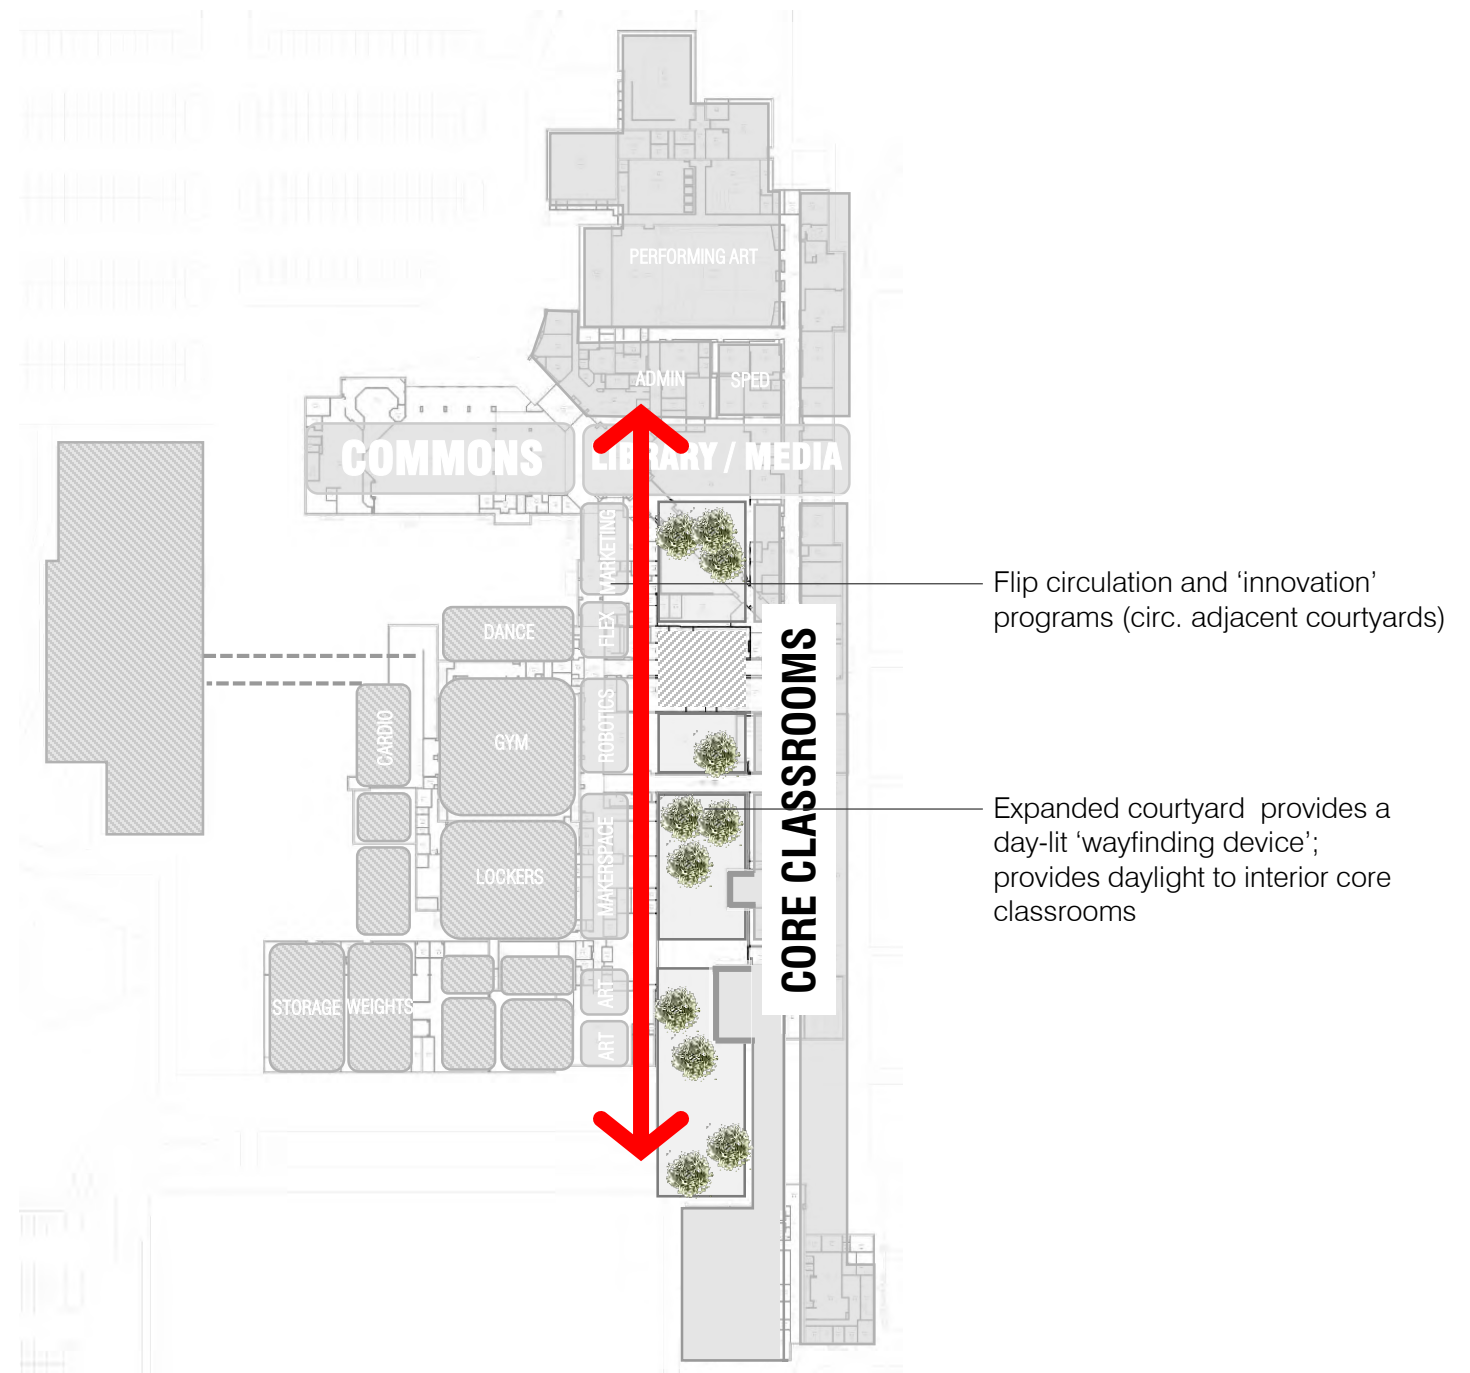 PERFORMING ART
ADMIN
SPED
COMMONS
LIBRARY / MEDIA
MARKETING
FLEX
ROBOTICS
MAKERSPACE
ART
ART
DANCE
CARDIO
GYM
LOCKERS
STORAGE
WEIGHTS
CORE CLASSROOMS
Flip circulation and ‘innovation’
programs (circ. adjacent courtyards)
Expanded courtyard  provides a
day-lit ‘wayfinding device’;
provides daylight to interior core
classrooms